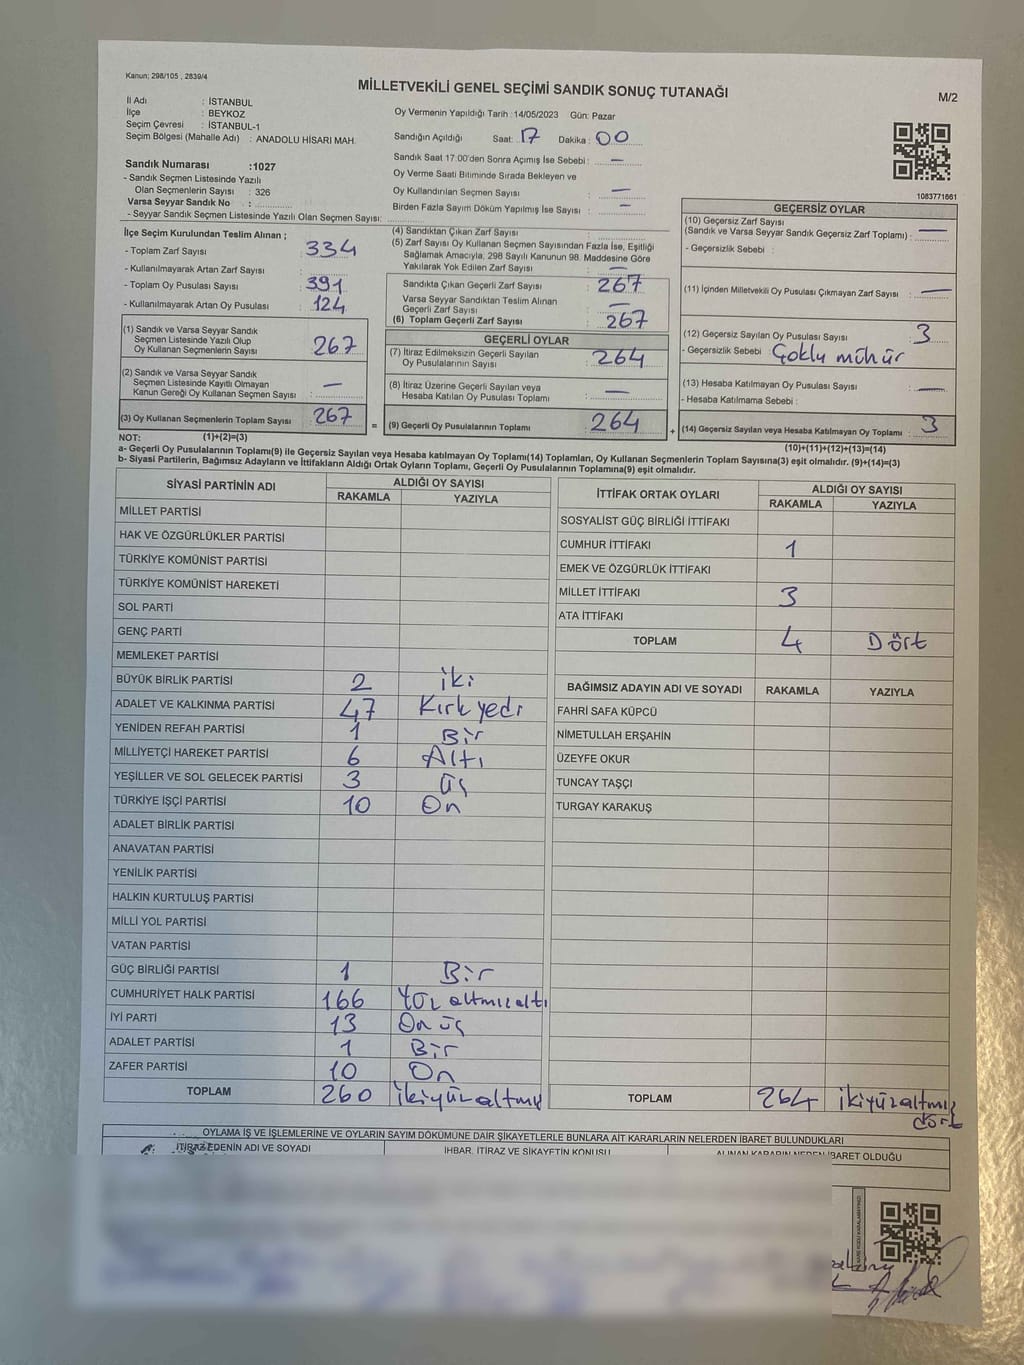 Kanun: 298/105 , 2839/4
MİLLETVEKİLİ GENEL SEÇİMİ SANDIK SONUÇ TUTANAĞI
M/2
İl Adı : İSTANBUL
İlçe : BEYKOZ
Seçim Çevresi : İSTANBUL-1
Seçim Bölgesi (Mahalle Adı) : ANADOLU HİSARI MAH.
Oy Vermenin Yapıldığı Tarih : 14/05/2023 Gün: Pazar
Sandığın Açıldığı Saat: 17 Dakika : 00
Sandık Saat 17:00'den Sonra Açımış İse Sebebi : —
Oy Verme Saati Bitiminde Sırada Bekleyen ve
Oy Kullandırılan Seçmen Sayısı : —
Birden Fazla Sayım Döküm Yapılmış İse Sayısı : —
Sandık Numarası :1027
- Sandık Seçmen Listesinde Yazılı
Olan Seçmenlerin Sayısı : 326
Varsa Seyyar Sandık No :
- Seyyar Sandık Seçmen Listesinde Yazılı Olan Seçmen Sayısı:
1083771661
İlçe Seçim Kurulundan Teslim Alınan ;
- Toplam Zarf Sayısı : 334
- Kullanılmayarak Artan Zarf Sayısı :
- Toplam Oy Pusulası Sayısı : 391
- Kullanılmayarak Artan Oy Pusulası : 124
(1) Sandık ve Varsa Seyyar Sandık
Seçmen Listesinde Yazılı Olup
Oy Kullanan Seçmenlerin Sayısı : 267
(2) Sandık ve Varsa Seyyar Sandık
Seçmen Listesinde Kayıtlı Olmayan
Kanun Gereği Oy Kullanan Seçmen Sayısı : —
(3) Oy Kullanan Seçmenlerin Toplam Sayısı : 267
(4) Sandıktan Çıkan Zarf Sayısı :
(5) Zarf Sayısı Oy Kullanan Seçmen Sayısından Fazla İse, Eşitliği
Sağlamak Amacıyla, 298 Sayılı Kanunun 98. Maddesine Göre
Yakılarak Yok Edilen Zarf Sayısı : —
Sandıkta Çıkan Geçerli Zarf Sayısı : 267
Varsa Seyyar Sandıktan Teslim Alınan
Geçerli Zarf Sayısı : —
(6) Toplam Geçerli Zarf Sayısı : 267
GEÇERLİ OYLAR
(7) İtiraz Edilmeksizin Geçerli Sayılan
Oy Pusulalarının Sayısı : 264
(8) İtiraz Üzerine Geçerli Sayılan veya
Hesaba Katılan Oy Pusulası Toplamı : —
= (9) Geçerli Oy Pusulalarının Toplamı : 264
GEÇERSİZ OYLAR
(10) Geçersiz Zarf Sayısı
(Sandık ve Varsa Seyyar Sandık Geçersiz Zarf Toplamı) : —
- Geçersizlik Sebebi :
(11) İçinden Milletvekili Oy Pusulası Çıkmayan Zarf Sayısı : —
(12) Geçersiz Sayılan Oy Pusulası Sayısı : 3
- Geçersizlik Sebebi : Çoklu mühür
(13) Hesaba Katılmayan Oy Pusulası Sayısı : —
- Hesaba Katılmama Sebebi :
+ (14) Geçersiz Sayılan veya Hesaba Katılmayan Oy Toplamı : 3
NOT: (1)+(2)=(3)
(10)+(11)+(12)+(13)=(14)
a- Geçerli Oy Pusulalarının Toplamı(9) ile Geçersiz Sayılan veya Hesaba katılmayan Oy Toplamı(14) Toplamları, Oy Kullanan Seçmenlerin Toplam Sayısına(3) eşit olmalıdır. (9)+(14)=(3)
b- Siyasi Partilerin, Bağımsız Adayların ve İttifakların Aldığı Ortak Oyların Toplamı, Geçerli Oy Pusulalarının Toplamına(9) eşit olmalıdır.
SİYASİ PARTİNİN ADI ALDIĞI OY SAYISI
RAKAMLA YAZIYLA
MİLLET PARTİSİ
HAK VE ÖZGÜRLÜKLER PARTİSİ
TÜRKİYE KOMÜNİST PARTİSİ
TÜRKİYE KOMÜNİST HAREKETİ
SOL PARTİ
GENÇ PARTİ
MEMLEKET PARTİSİ
BÜYÜK BİRLİK PARTİSİ 2 iki
ADALET VE KALKINMA PARTİSİ 47 Kırk yedi
YENİDEN REFAH PARTİSİ 1 Bir
MİLLİYETÇİ HAREKET PARTİSİ 6 Altı
YEŞİLLER VE SOL GELECEK PARTİSİ 3 üç
TÜRKİYE İŞÇİ PARTİSİ 10 On
ADALET BİRLİK PARTİSİ
ANAVATAN PARTİSİ
YENİLİK PARTİSİ
HALKIN KURTULUŞ PARTİSİ
MİLLİ YOL PARTİSİ
VATAN PARTİSİ
GÜÇ BİRLİĞİ PARTİSİ 1 Bir
CUMHURİYET HALK PARTİSİ 166 Yüz altmışaltı
İYİ PARTİ 13 On üç
ADALET PARTİSİ 1 Bir
ZAFER PARTİSİ 10 On
TOPLAM 260 ikiyüzaltmış
İTTİFAK ORTAK OYLARI ALDIĞI OY SAYISI
RAKAMLA YAZIYLA
SOSYALİST GÜÇ BİRLİĞİ İTTİFAKI
CUMHUR İTTİFAKI 1
EMEK VE ÖZGÜRLÜK İTTİFAKI
MİLLET İTTİFAKI 3
ATA İTTİFAKI
TOPLAM 4 Dört
BAĞIMSIZ ADAYIN ADI VE SOYADI RAKAMLA YAZIYLA
FAHRİ SAFA KÜPCÜ
NİMETULLAH ERŞAHİN
ÜZEYFE OKUR
TUNCAY TAŞÇI
TURGAY KARAKUŞ
TOPLAM 264 ikiyüzaltmış
dört
OYLAMA İŞ VE İŞLEMLERİNE VE OYLARIN SAYIM DÖKÜMÜNE DAİR ŞİKAYETLERLE BUNLARA AİT KARARLARIN NELERDEN İBARET BULUNDUKLARI
İTİRAZ EDENİN ADI VE SOYADI İHBAR, İTİRAZ VE ŞİKAYETİN KONUSU ALINAN KARARIN NEDEN İBARET OLDUĞU